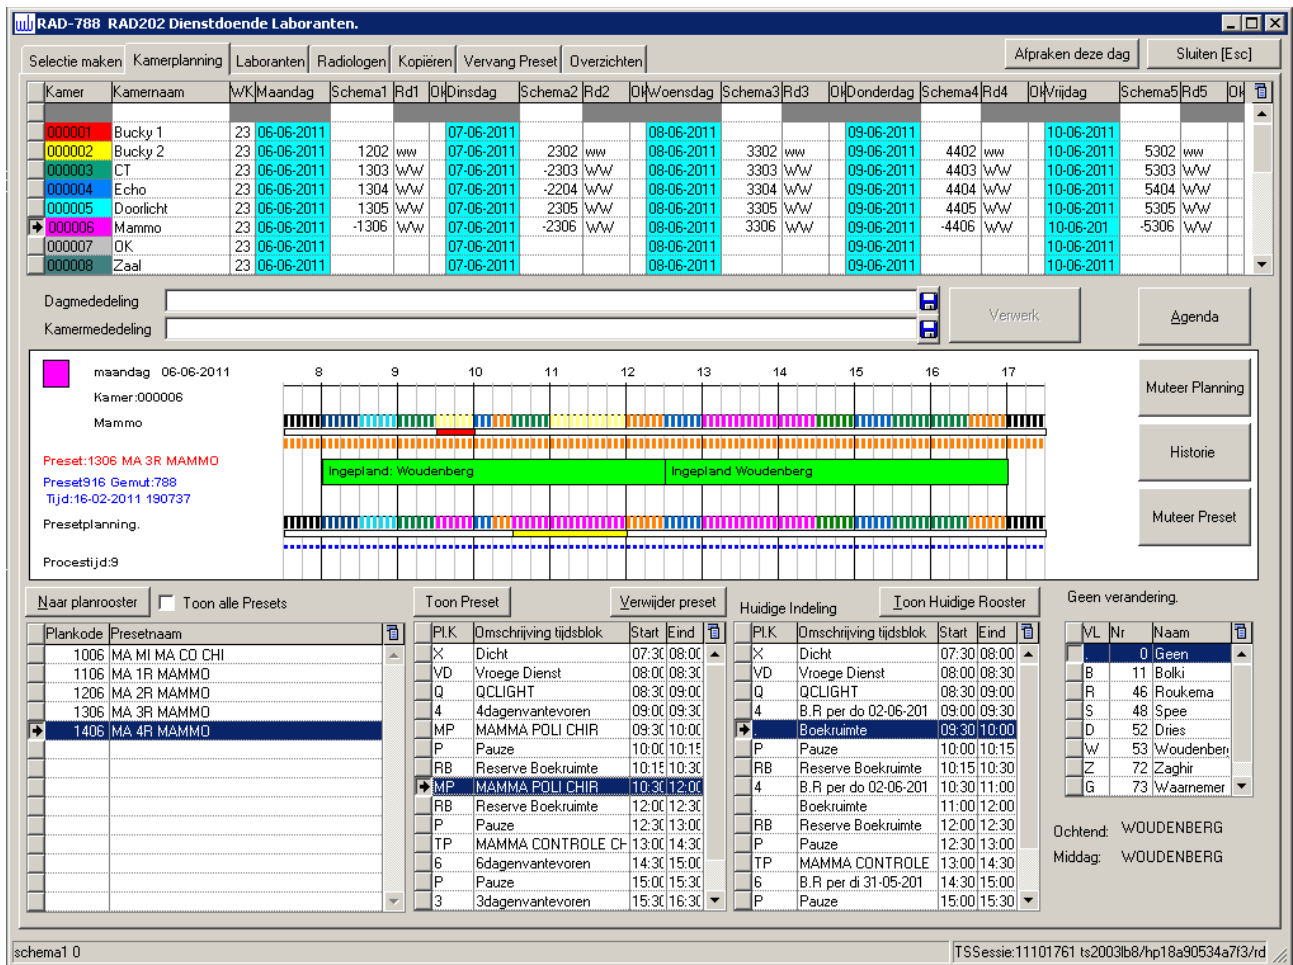 RAD-788 RAD202 Dienstdoende Laboranten.
Afpraken deze dag Sluiten [Esc]
Selectie maken Kamerplanning Laboranten Radiologen Kopiëren Vervang Preset Overzichten
Kamer Kamernaam WK Maandag Schema1 Rd1 Ok Dinsdag Schema2 Rd2 Ok Woensdag Schema3 Rd3 Ok Donderdag Schema4 Rd4 Ok Vrijdag Schema5 Rd5 Ok
000001 Bucky 1 23 06-06-2011 07-06-2011 08-06-2011 09-06-2011 10-06-2011
000002 Bucky 2 23 06-06-2011 1202 ww 07-06-2011 2302 ww 08-06-2011 3302 ww 09-06-2011 4402 ww 10-06-2011 5302 ww
000003 CT 23 06-06-2011 1303 WW 07-06-2011 -2303 WW 08-06-2011 3303 WW 09-06-2011 4403 WW 10-06-2011 5303 WW
000004 Echo 23 06-06-2011 1304 WW 07-06-2011 -2204 WW 08-06-2011 3304 WW 09-06-2011 4404 WW 10-06-2011 5404 WW
000005 Doorlicht 23 06-06-2011 1305 WW 07-06-2011 2305 WW 08-06-2011 3305 WW 09-06-2011 4405 WW 10-06-2011 5305 WW
000006 Mammo 23 06-06-2011 -1306 WW 07-06-2011 -2306 WW 08-06-2011 3306 WW 09-06-2011 -4406 WW 10-06-201 -5306 WW
000007 OK 23 06-06-2011 07-06-2011 08-06-2011 09-06-2011 10-06-2011
000008 Zaal 23 06-06-2011 07-06-2011 08-06-2011 09-06-2011 10-06-2011
Dagmededeling
Kamermededeling
Verwerk Agenda
maandag 06-06-2011 8 9 10 11 12 13 14 15 16 17
Kamer:000006
Mammo
Muteer Planning
Historie
Muteer Preset
Preset:1306 MA 3R MAMMO
Ingepland: Woudenberg Ingepland Woudenberg
Preset916 Gemut:788
Tijd:16-02-2011 190737
Presetplanning.
Procestijd:9
Naar planrooster Toon alle Presets
Plankode Presetnaam
1006 MA MI MA CO CHI
1106 MA 1R MAMMO
1206 MA 2R MAMMO
1306 MA 3R MAMMO
1406 MA 4R MAMMO
Toon Preset Verwijder preset
Pl.K Omschrijving tijdsblok Start Eind
X Dicht 07:30 08:00
VD Vroege Dienst 08:00 08:30
Q QCLIGHT 08:30 09:00
4 4dagenvantevoren 09:00 09:30
MP MAMMA POLI CHIR 09:30 10:00
P Pauze 10:00 10:15
RB Reserve Boekruimte 10:15 10:30
MP MAMMA POLI CHIR 10:30 12:00
RB Reserve Boekruimte 12:00 12:30
P Pauze 12:30 13:00
TP MAMMA CONTROLE CH 13:00 14:30
6 6dagenvantevoren 14:30 15:00
P Pauze 15:00 15:30
3 3dagenvantevoren 15:30 16:30
Huidige Indeling Toon Huidige Rooster
Pl.K Omschrijving tijdsblok Start Eind
X Dicht 07:30 08:00
VD Vroege Dienst 08:00 08:30
Q QCLIGHT 08:30 09:00
4 B.R per do 02-06-201 09:00 09:30
. Boekruimte 09:30 10:00
P Pauze 10:00 10:15
RB Reserve Boekruimte 10:15 10:30
4 B.R per do 02-06-201 10:30 11:00
. Boekruimte 11:00 12:00
RB Reserve Boekruimte 12:00 12:30
P Pauze 12:30 13:00
TP MAMMA CONTROLE 13:00 14:30
6 B.R per di 31-05-201 14:30 15:00
P Pauze 15:00 15:30
Geen verandering.
VL Nr Naam
. 0 Geen
B 11 Bolki
R 46 Roukema
S 48 Spee
D 52 Dries
W 53 Woudenber
Z 72 Zaghir
G 73 Waarnemer
Ochtend: WOUDENBERG
Middag: WOUDENBERG
schema1 0 TSSessie:11101761 ts2003lb8/hp18a90534a7f3/rd